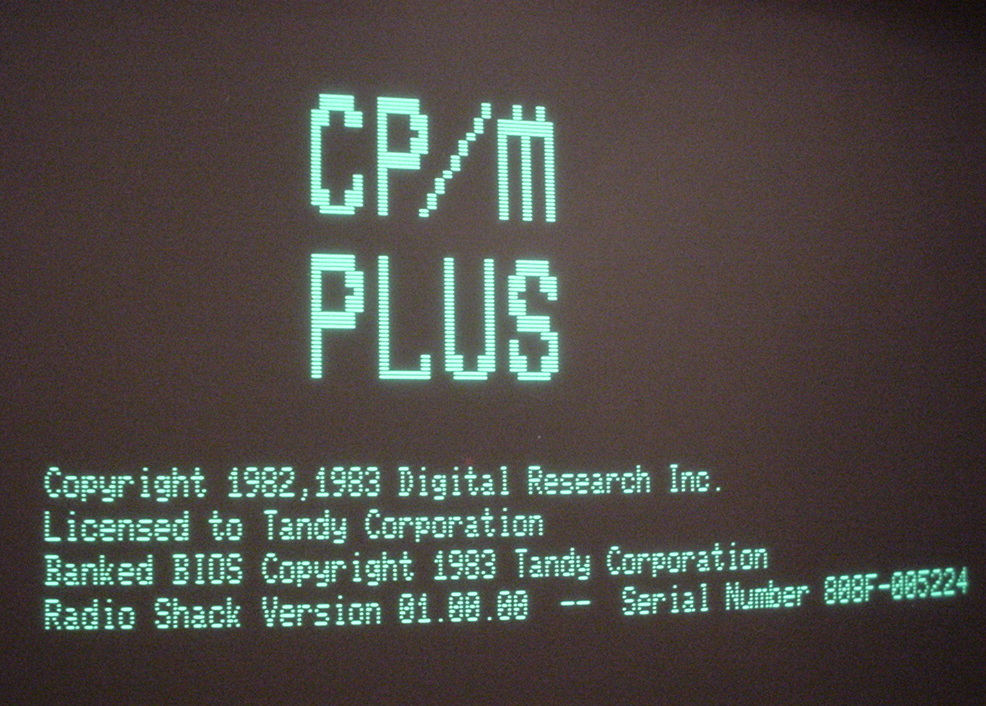 CP/m
PLUS
Copyright 1982,1983 Digital Research Inc.
Licensed to Tandy Corporation
Banked BIOS Copyright 1983 Tandy Corporation
Radio Shack Version 01.00.00 -- Serial Number 808F-005224